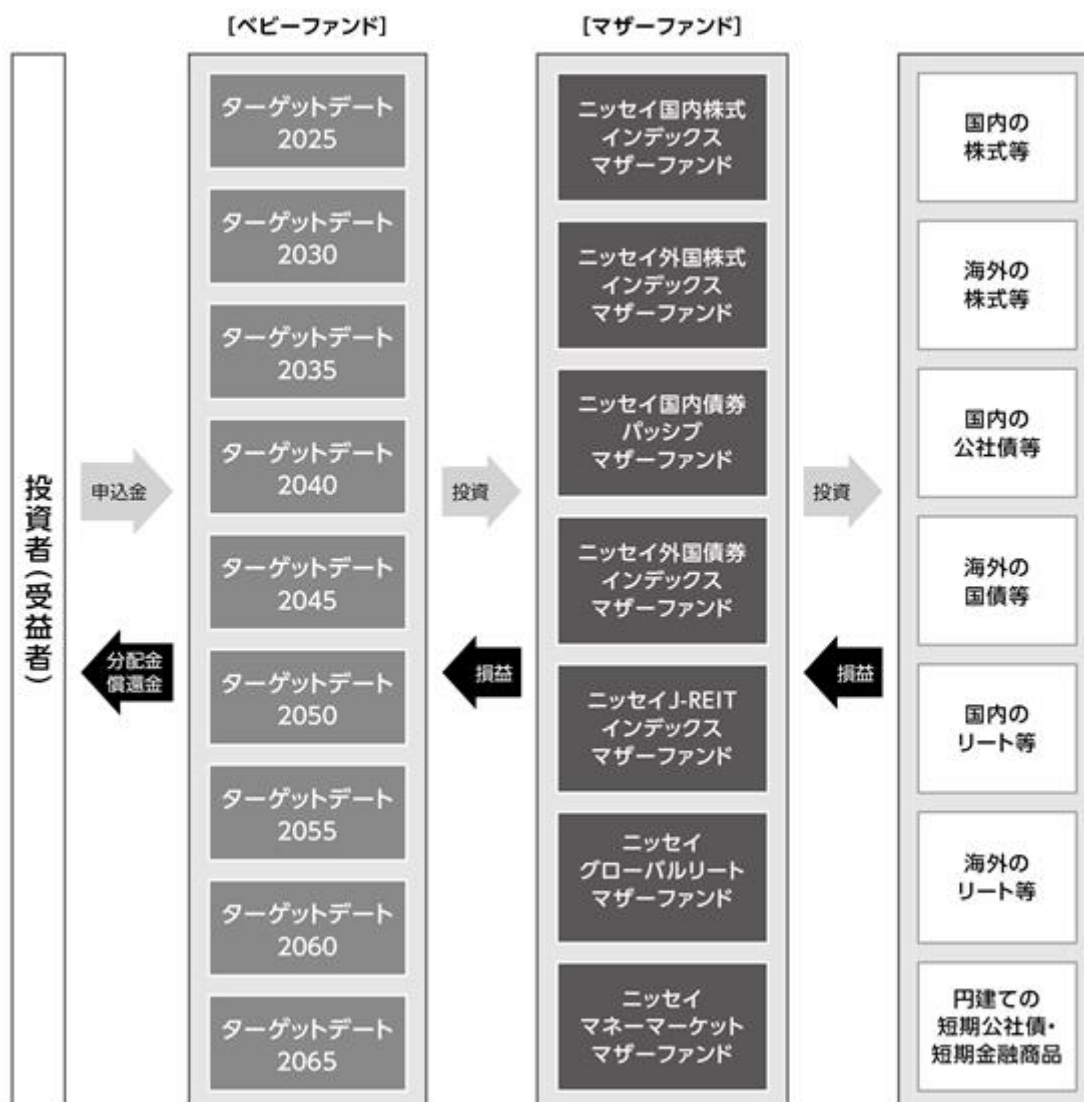 [ベビーファンド]
[マザーファンド]
投資者（受益者）
申込金
分配金
償還金
ターゲットデート
2025
ターゲットデート
2030
ターゲットデート
2035
ターゲットデート
2040
ターゲットデート
2045
ターゲットデート
2050
ターゲットデート
2055
ターゲットデート
2060
ターゲットデート
2065
投資
損益
ニッセイ国内株式
インデックス
マザーファンド
ニッセイ外国株式
インデックス
マザーファンド
ニッセイ国内債券
パッシブ
マザーファンド
ニッセイ外国債券
インデックス
マザーファンド
ニッセイJ-REIT
インデックス
マザーファンド
ニッセイ
グローバルリート
マザーファンド
ニッセイ
マネーマーケット
マザーファンド
投資
損益
国内の
株式等
海外の
株式等
国内の
公社債等
海外の
国債等
国内の
リート等
海外の
リート等
円建ての
短期公社債・
短期金融商品